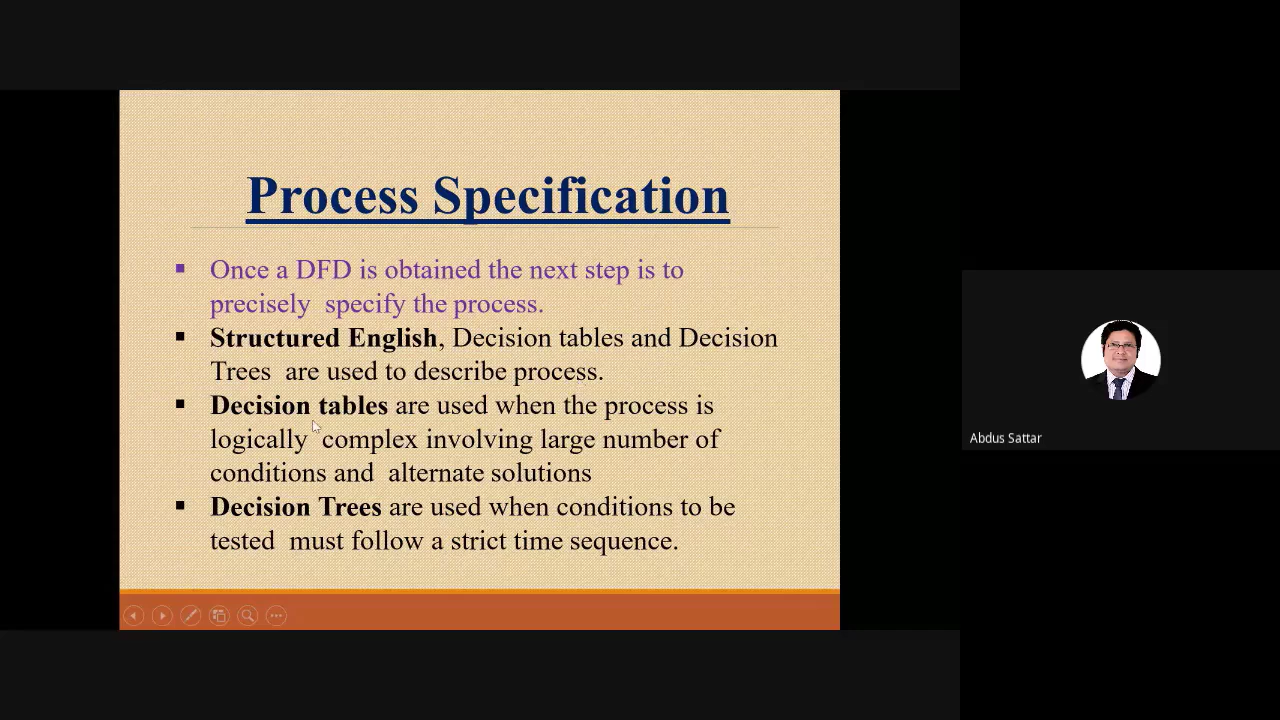 Process Specification
Once a DFD is obtained the next step is to
precisely specify the process.
Structured English, Decision tables and Decision
Trees are used to describe process.
Decision tables are used when the process is
logically complex involving large number of
conditions and alternate solutions
Decision Trees are used when conditions to be
tested must follow a strict time sequence.
Abdus Sattar